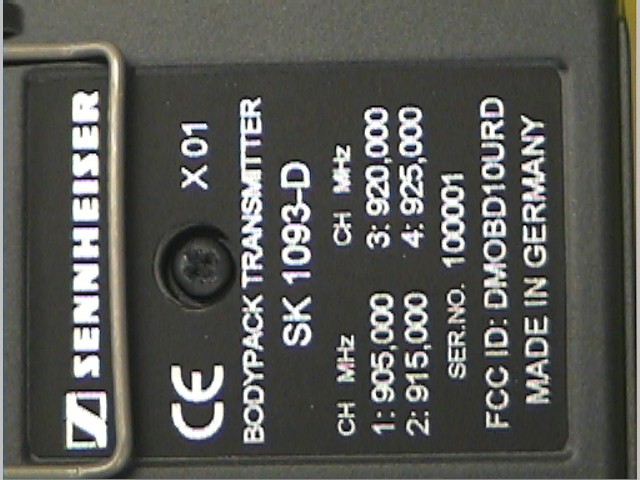 SENNHEISER
CE X 01
BODYPACK TRANSMITTER
SK 1093-D
CH MHz CH MHz
1: 905,000 3: 920,000
2: 915,000 4: 925,000
SER.NO. 100001
FCC ID: DMOBD10URD
MADE IN GERMANY